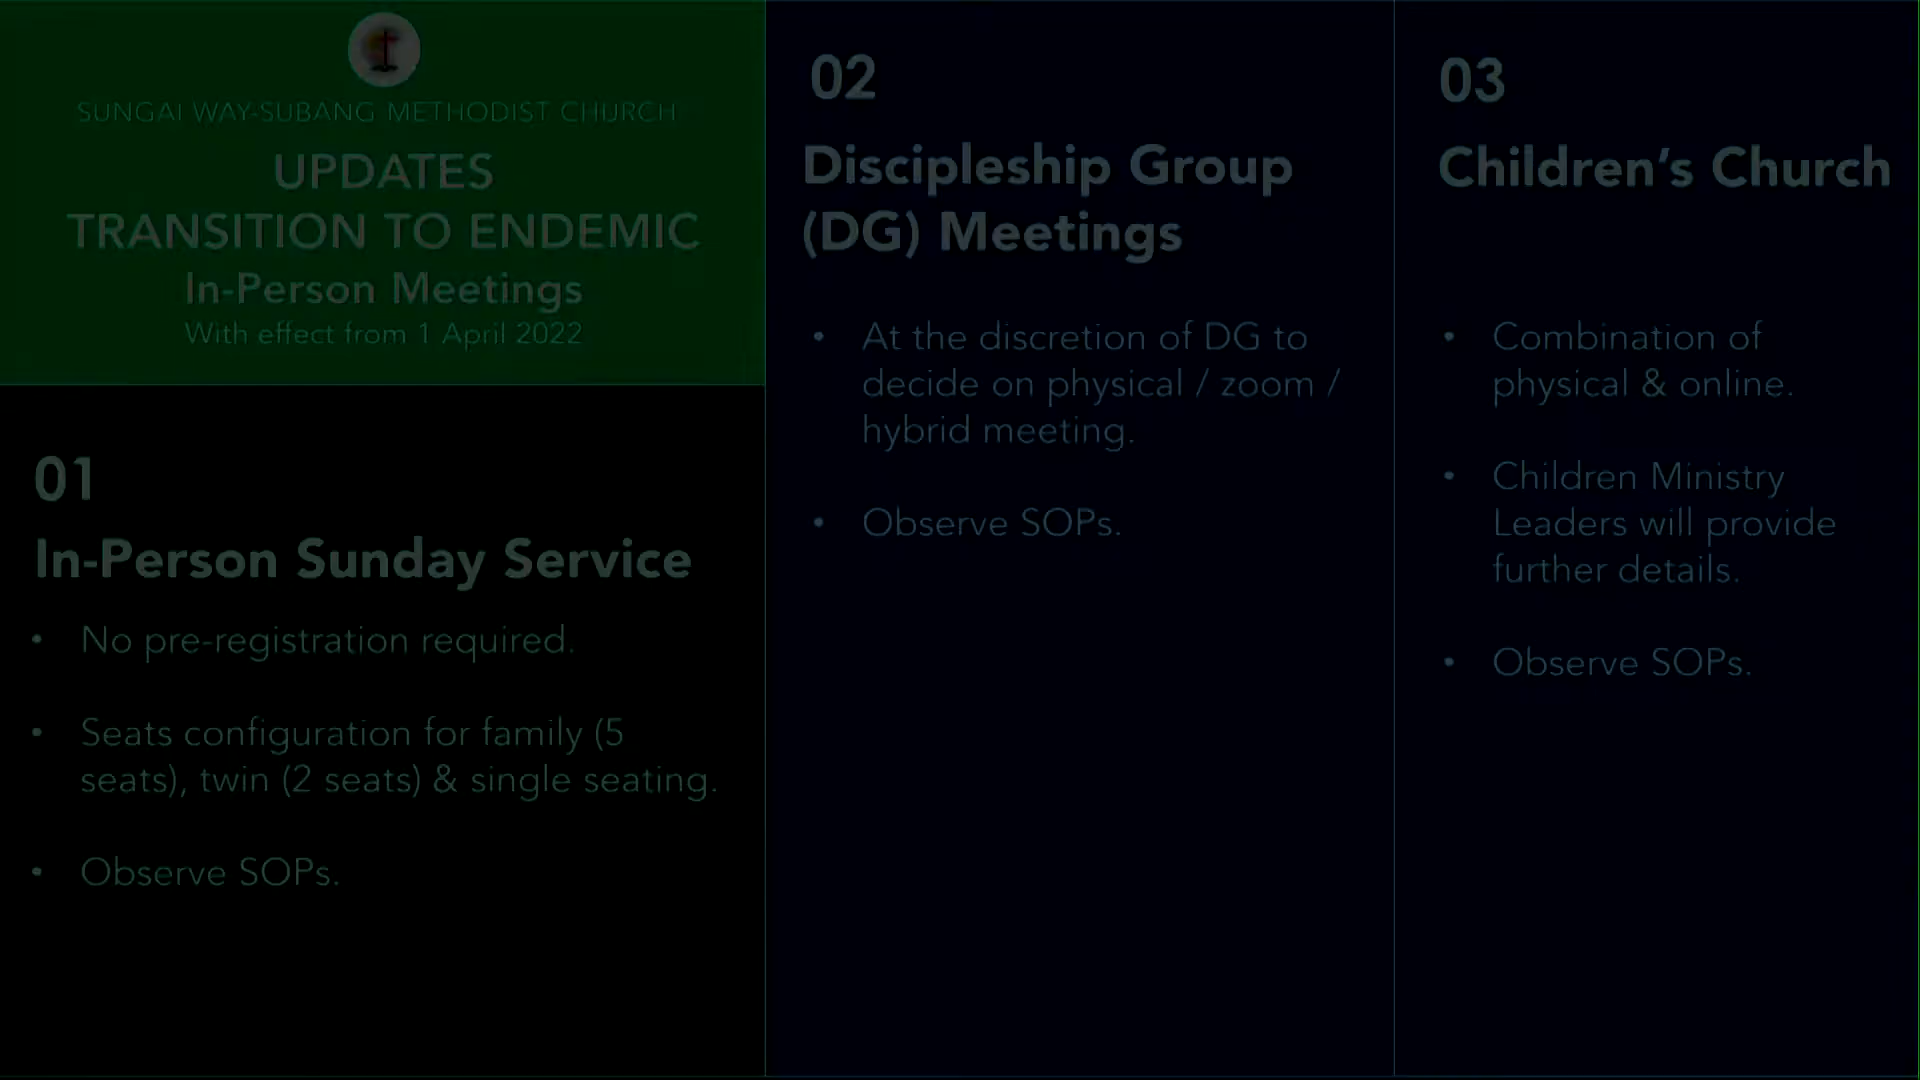 SUNGAI WAY-SUBANG METHODIST CHURCH
UPDATES
TRANSITION TO ENDEMIC
In-Person Meetings
With effect from 1 April 2022
01
In-Person Sunday Service
• No pre-registration required.
• Seats configuration for family (5
seats), twin (2 seats) & single seating.
• Observe SOPs.
02
Discipleship Group
(DG) Meetings
• At the discretion of DG to
decide on physical / zoom /
hybrid meeting.
• Observe SOPs.
03
Children’s Church
• Combination of
physical & online.
• Children Ministry
Leaders will provide
further details.
• Observe SOPs.